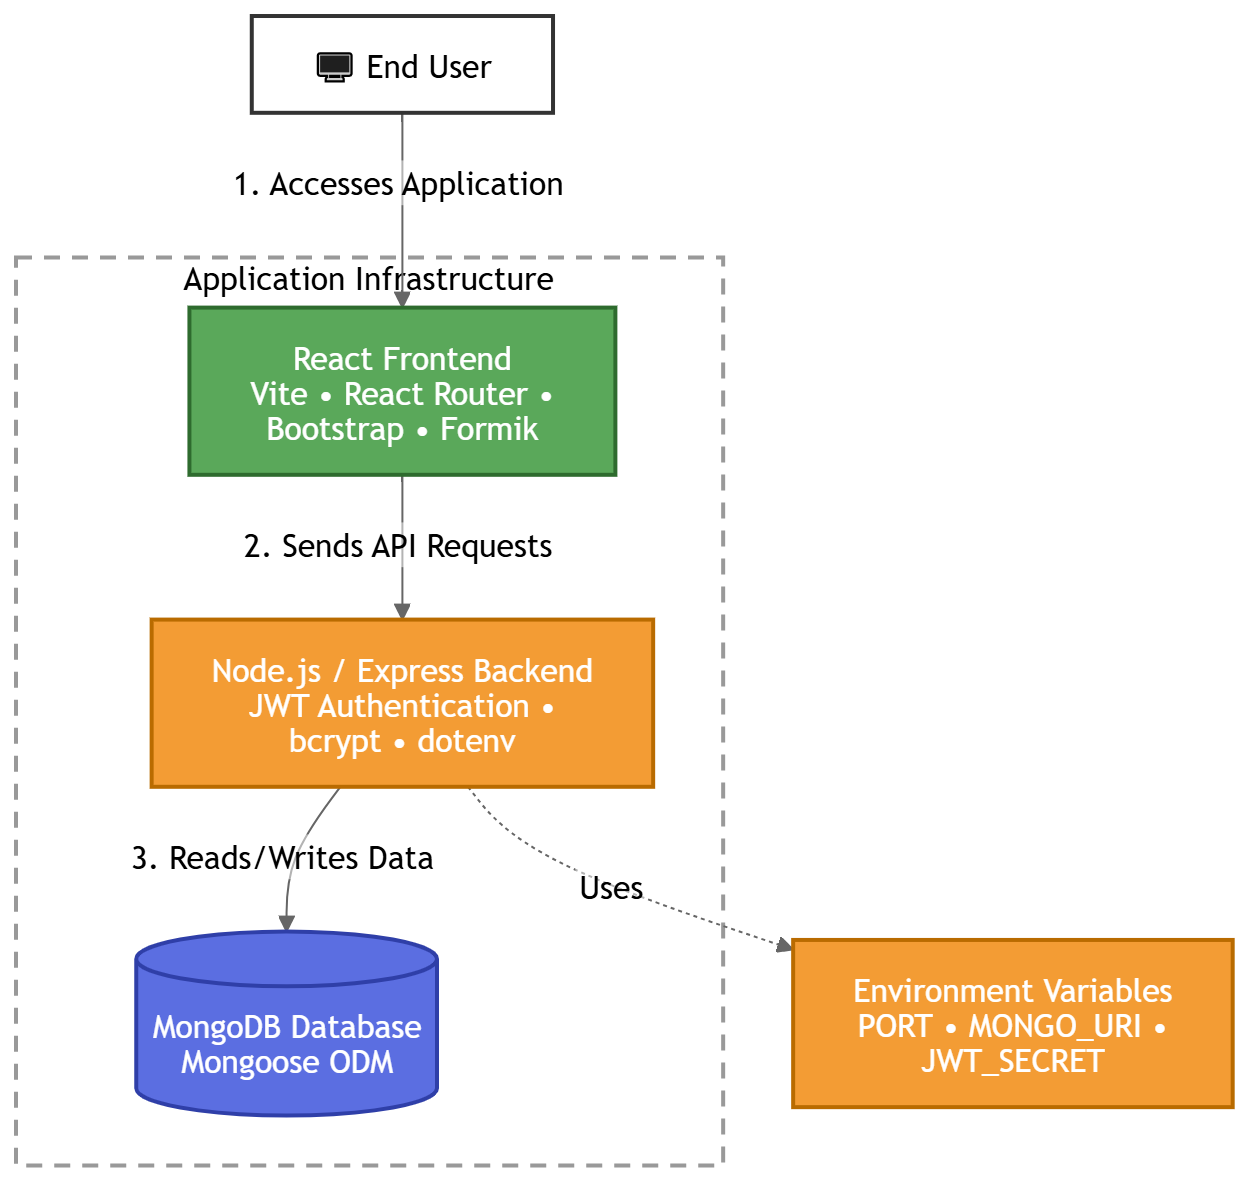 End User
1. Accesses Application
Application Infrastructure
React Frontend
Vite • React Router •
Bootstrap • Formik
2. Sends API Requests
Node.js / Express Backend
JWT Authentication •
bcrypt • dotenv
3. Reads/Writes Data
Uses
MongoDB Database
Mongoose ODM
Environment Variables
PORT • MONGO_URI •
JWT_SECRET